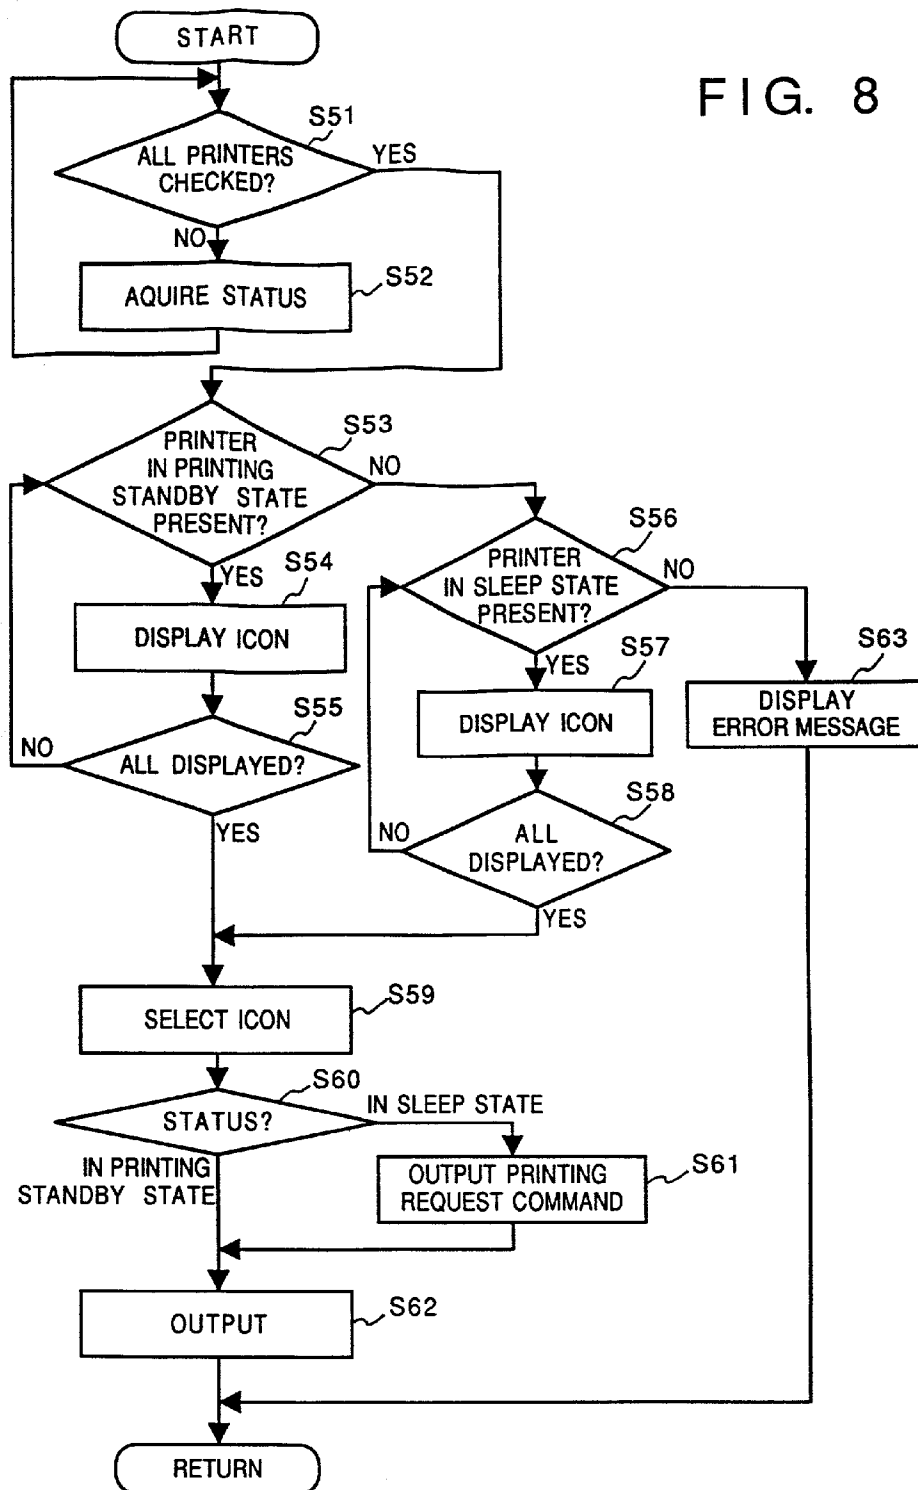 START
FIG. 8
S51
ALL PRINTERS
CHECKED?
YES
NO
S52
AQUIRE STATUS
S53
PRINTER
IN PRINTING
STANDBY STATE
PRESENT?
NO
YES
S54
DISPLAY ICON
S55
ALL DISPLAYED?
NO
YES
S56
PRINTER
IN SLEEP STATE
PRESENT?
NO
YES
S57
DISPLAY ICON
S58
ALL
DISPLAYED?
NO
YES
S63
DISPLAY
ERROR MESSAGE
S59
SELECT ICON
S60
STATUS?
IN SLEEP STATE
IN PRINTING
STANDBY STATE
S61
OUTPUT PRINTING
REQUEST COMMAND
S62
OUTPUT
RETURN